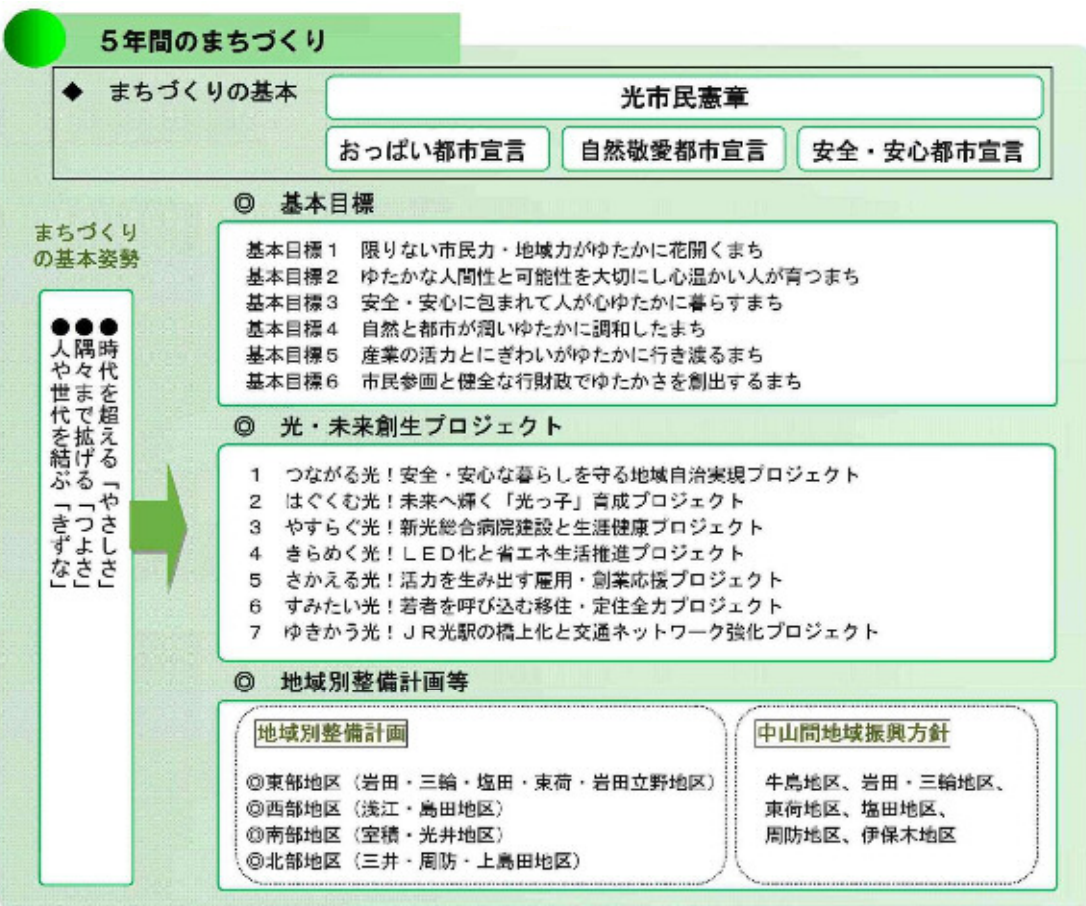 5年間のまちづくり
◆ まちづくりの基本
光市民憲章
おっぱい都市宣言
自然敬愛都市宣言
安全・安心都市宣言
まちづくり
の基本姿勢
●時代を超える「やさしさ」
●隅々まで拡げる「つよさ」
●人や世代を結ぶ「きずな」
◎ 基本目標
基本目標1 限りない市民力・地域力がゆたかに花開くまち
基本目標2 ゆたかな人間性と可能性を大切にし心温かい人が育つまち
基本目標3 安全・安心に包まれて人が心ゆたかに暮らすまち
基本目標4 自然と都市が潤いゆたかに調和したまち
基本目標5 産業の活力とにぎわいがゆたかに行き渡るまち
基本目標6 市民参画と健全な行財政でゆたかさを創出するまち
◎ 光・未来創生プロジェクト
1 つながる光!安全・安心な暮らしを守る地域自治実現プロジェクト
2 はぐくむ光!未来へ輝く「光っ子」育成プロジェクト
3 やすらぐ光!新光総合病院建設と生涯健康プロジェクト
4 きらめく光!LED化と省エネ生活推進プロジェクト
5 さかえる光!活力を生み出す雇用・創業応援プロジェクト
6 すみたい光!若者を呼び込む移住・定住全力プロジェクト
7 ゆきかう光!JR光駅の橋上化と交通ネットワーク強化プロジェクト
◎ 地域別整備計画等
地域別整備計画
◎東部地区(岩田・三輪・塩田・束荷・岩田立野地区)
◎西部地区(浅江・島田地区)
◎南部地区(室積・光井地区)
◎北部地区(三井・周防・上島田地区)
中山間地域振興方針
牛島地区、岩田・三輪地区、
束荷地区、塩田地区、
周防地区、伊保木地区